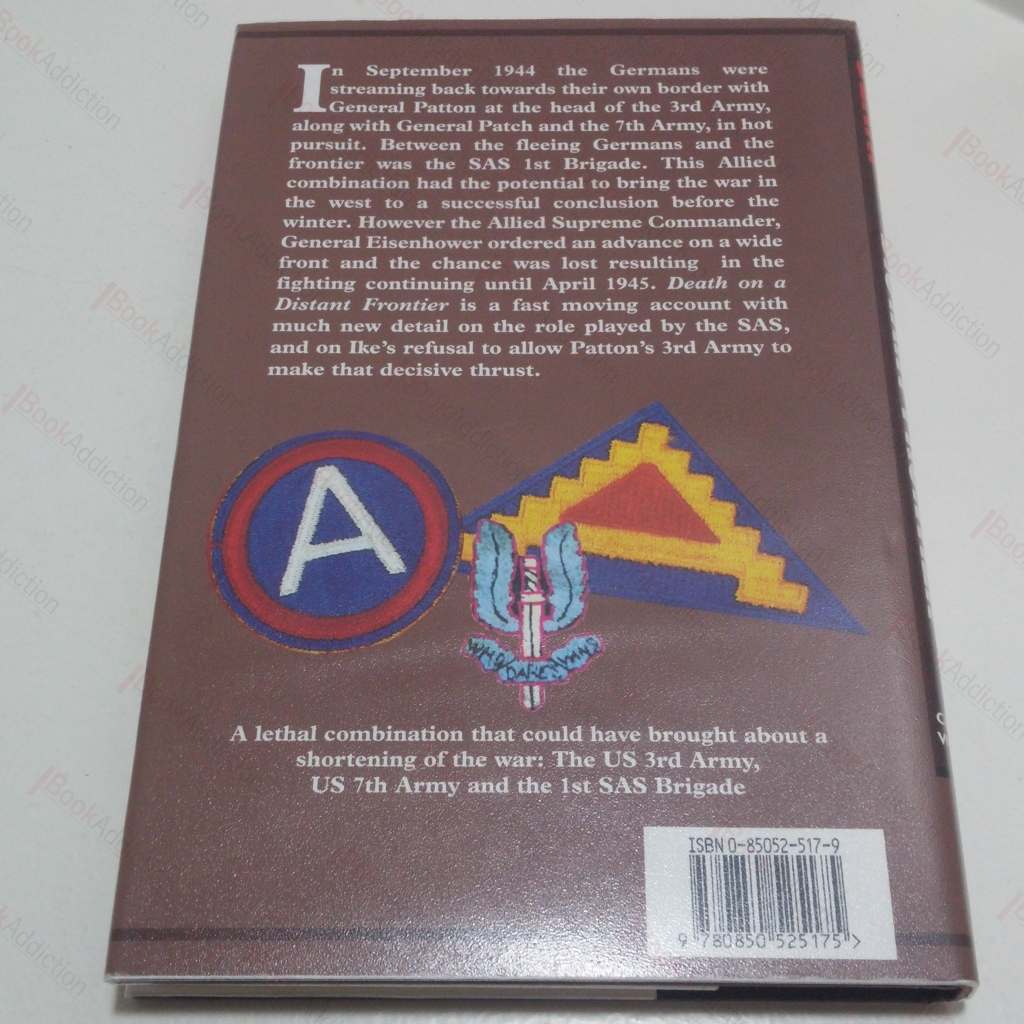 In September 1944 the Germans were
streaming back towards their own border with
General Patton at the head of the 3rd Army,
along with General Patch and the 7th Army, in hot
pursuit. Between the fleeing Germans and the
frontier was the SAS 1st Brigade. This Allied
combination had the potential to bring the war in
the west to a successful conclusion before the
winter. However the Allied Supreme Commander,
General Eisenhower ordered an advance on a wide
front and the chance was lost resulting in the
fighting continuing until April 1945. Death on a
Distant Frontier is a fast moving account with
much new detail on the role played by the SAS,
and on Ike's refusal to allow Patton's 3rd Army to
make that decisive thrust.
A
WHO DARES WINS
A lethal combination that could have brought about a
shortening of the war: The US 3rd Army,
US 7th Army and the 1st SAS Brigade
ISBN 0-85052-517-9
9 780850 525175 >
BookAddiction